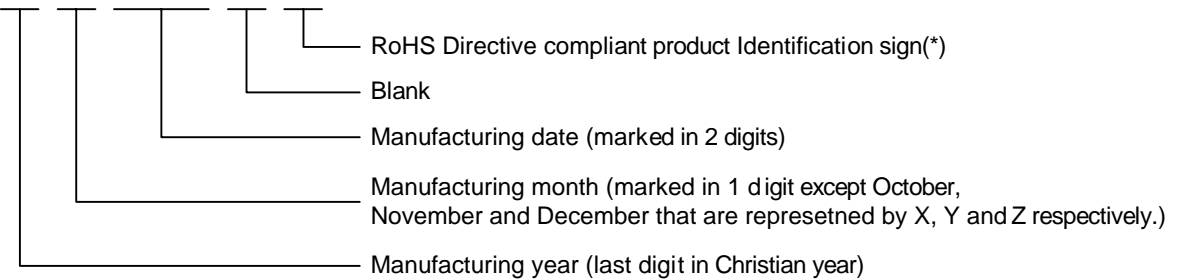 RoHS Directive compliant product Identification sign(*)
Blank
Manufacturing date (marked in 2 digits)
Manufacturing month (marked in 1 digit except October,
November and December that are represetned by X, Y and Z respectively.)
Manufacturing year (last digit in Christian year)